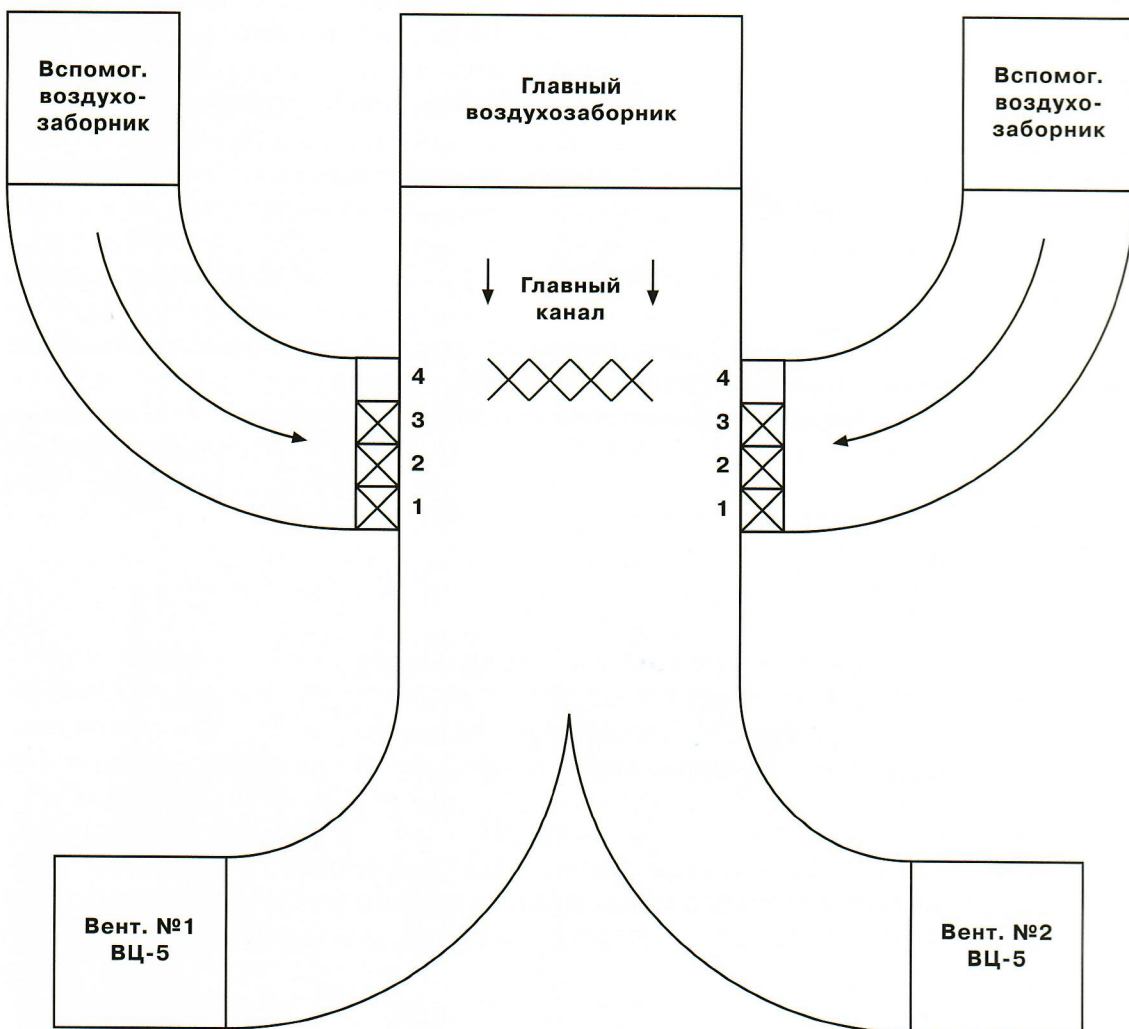 Вспомог.
воздухо-
заборник
Главный
воздухозаборник
Вспомог.
воздухо-
заборник
Главный
канал
4
3
2
1
4
3
2
1
Вент. №1
ВЦ-5
Вент. №2
ВЦ-5